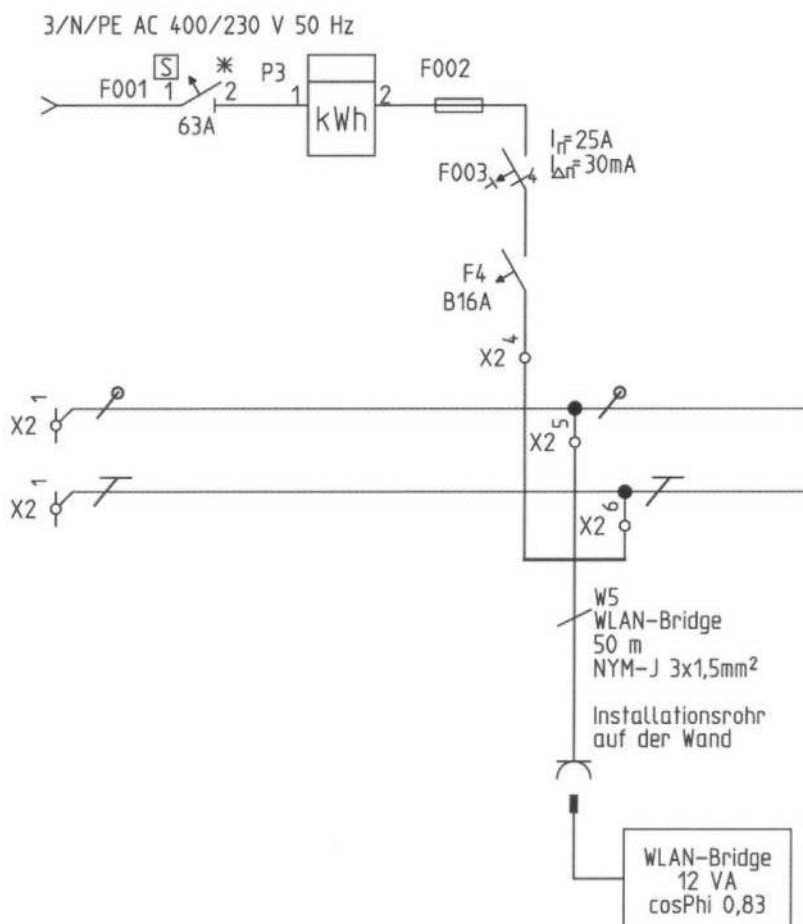 3/N/PE AC 400/230 V 50 Hz
S
*
F001 1
2
63A
P3
1
2
kWh
F002
F003
4
In=25A
IΔn=30mA
F4
B16A
X2 4
X2 1
X2 5
X2 1
X2 6
W5
WLAN-Bridge
50 m
NYM-J 3x1,5mm²
Installationsrohr
auf der Wand
WLAN-Bridge
12 VA
cosPhi 0,83